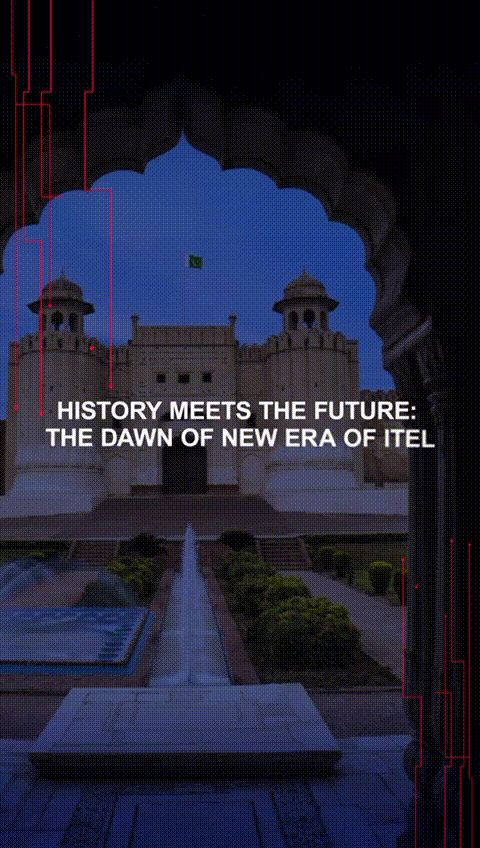 HISTORY MEETS THE FUTURE:
THE DAWN OF NEW ERA OF ITEL